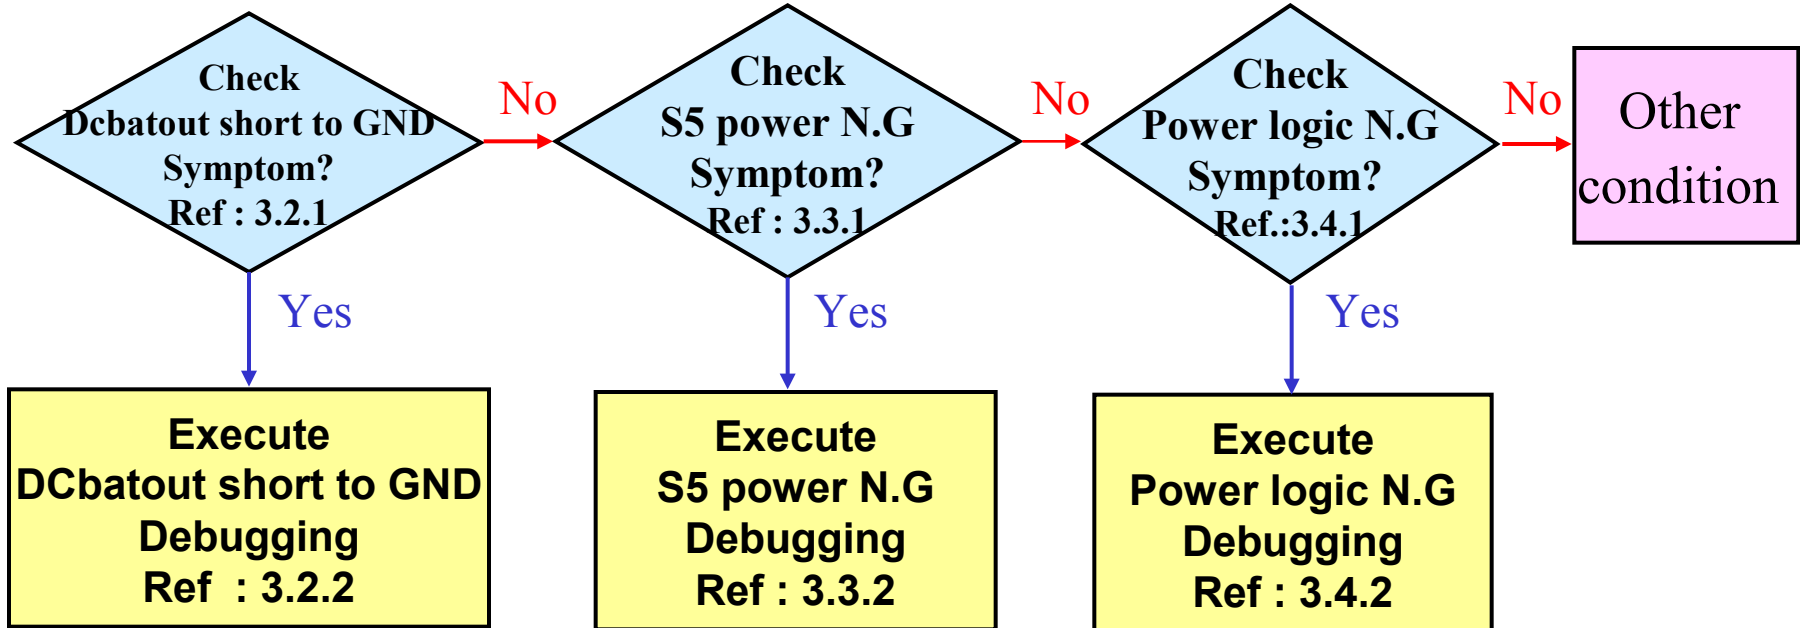 Check
Dcbatout short to GND
Symptom?
Ref : 3.2.1
No
Check
S5 power N.G
Symptom?
Ref : 3.3.1
No
Check
Power logic N.G
Symptom?
Ref.:3.4.1
No
Other
condition
Yes
Yes
Yes
Execute
DCbatout short to GND
Debugging
Ref : 3.2.2
Execute
S5 power N.G
Debugging
Ref : 3.3.2
Execute
Power logic N.G
Debugging
Ref : 3.4.2